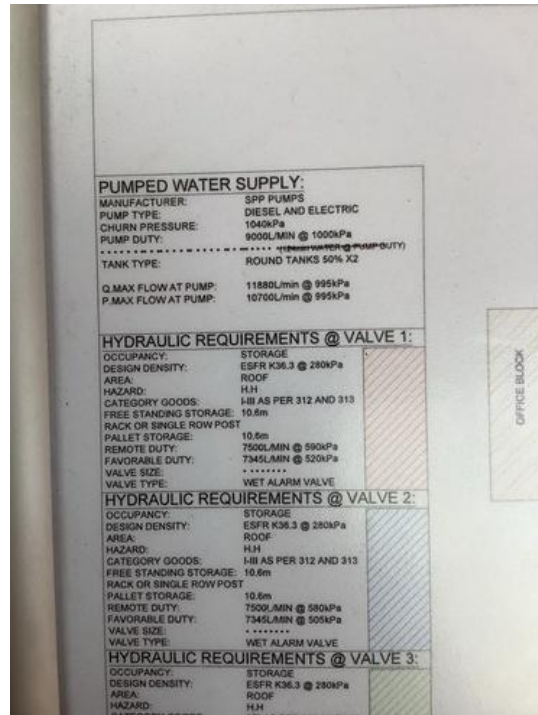 PUMPED WATER SUPPLY:
MANUFACTURER: SPP PUMPS
PUMP TYPE: DIESEL AND ELECTRIC
CHURN PRESSURE: 1040kPa
PUMP DUTY: 9000L/MIN @ 1000kPa
WATER @ PUMP DUTY)
TANK TYPE: ROUND TANKS 50% X2
Q.MAX FLOW AT PUMP: 11880L/min @ 995kPa
P.MAX FLOW AT PUMP: 10700L/min @ 995kPa
HYDRAULIC REQUIREMENTS @ VALVE 1:
OCCUPANCY: STORAGE
DESIGN DENSITY: ESFR K36.3 @ 280kPa
AREA: ROOF
HAZARD: H.H
CATEGORY GOODS: I-III AS PER 312 AND 313
FREE STANDING STORAGE: 10.6m
RACK OR SINGLE ROW POST
PALLET STORAGE: 10.6m
REMOTE DUTY: 7500L/MIN @ 590kPa
FAVORABLE DUTY: 7345L/MIN @ 520kPa
VALVE SIZE: ........
VALVE TYPE: WET ALARM VALVE
HYDRAULIC REQUIREMENTS @ VALVE 2:
OCCUPANCY: STORAGE
DESIGN DENSITY: ESFR K36.3 @ 280kPa
AREA: ROOF
HAZARD: H.H
CATEGORY GOODS: I-III AS PER 312 AND 313
FREE STANDING STORAGE: 10.6m
RACK OR SINGLE ROW POST
PALLET STORAGE: 10.6m
REMOTE DUTY: 7500L/MIN @ 580kPa
FAVORABLE DUTY: 7345L/MIN @ 505kPa
VALVE SIZE: ........
VALVE TYPE: WET ALARM VALVE
HYDRAULIC REQUIREMENTS @ VALVE 3:
OCCUPANCY: STORAGE
DESIGN DENSITY: ESFR K36.3 @ 280kPa
AREA: ROOF
HAZARD: H.H
OFFICE BLOCK